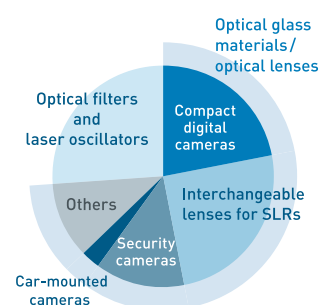 Optical glass
materials/
optical lenses
Optical filters
and
laser oscillators
Compact
digital
cameras
Interchangeable
lenses for SLRs
Others
Security
cameras
Car-mounted
cameras